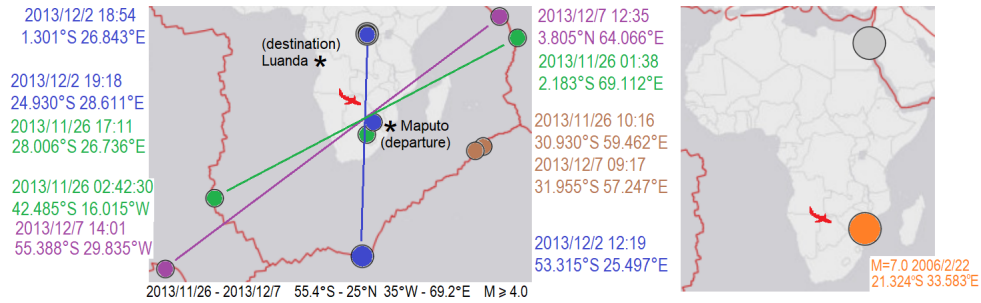 2013/12/2 18:54
1.301°S 26.843°E
2013/12/2 19:18
24.930°S 28.611°E
2013/11/26 17:11
28.006°S 26.736°E
2013/11/26 02:42:30
42.485°S 16.015°W
2013/12/7 14:01
55.388°S 29.835°W
(destination)
Luanda *
* Maputo
(departure)
2013/12/7 12:35
3.805°N 64.066°E
2013/11/26 01:38
2.183°S 69.112°E
2013/11/26 10:16
30.930°S 59.462°E
2013/12/7 09:17
31.955°S 57.247°E
2013/12/2 12:19
53.315°S 25.497°E
2013/11/26 - 2013/12/7 55.4°S - 25°N 35°W - 69.2°E M ⩾ 4.0
M=7.0 2006/2/22
21.324°S 33.583°E